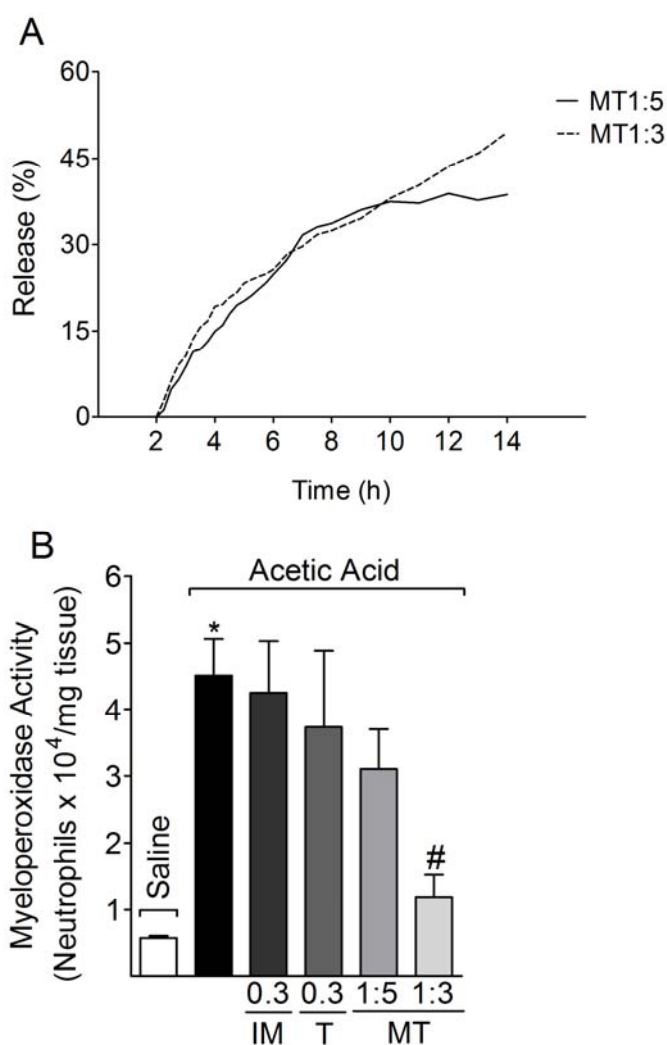 A
60
45
30
15
0
Release (%)
2 4 6 8 10 12 14
Time (h)
MT1:5
MT1:3
B
Acetic Acid
6
5
4
3
2
1
Myeloperoxidase Activity
(Neutrophils x 10⁴/mg tissue)
Saline
*
#
0.3 0.3 1:5 1:3
IM T MT